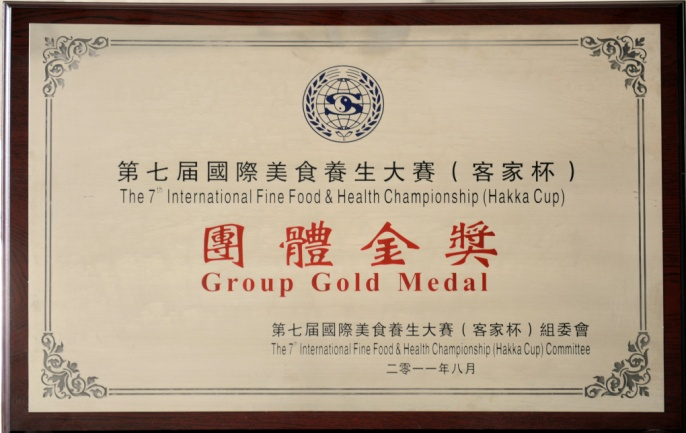 第七届國際美食養生大賽（客家杯）
The 7th International Fine Food & Health Championship (Hakka Cup)
團體金獎
Group Gold Medal
第七届國際美食養生大賽（客家杯）組委會
The 7th International Fine Food & Health Championship (Hakka Cup) Committee
二零一一年八月